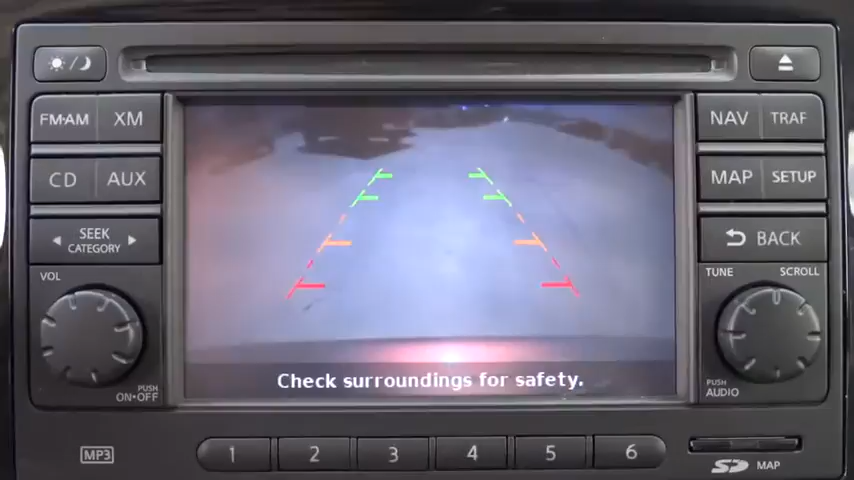 FM·AM XM
CD AUX
SEEK
CATEGORY
VOL
PUSH
ON·OFF
NAV TRAF
MAP SETUP
BACK
TUNE SCROLL
PUSH
AUDIO
Check surroundings for safety.
MP3 1 2 3 4 5 6
SD MAP